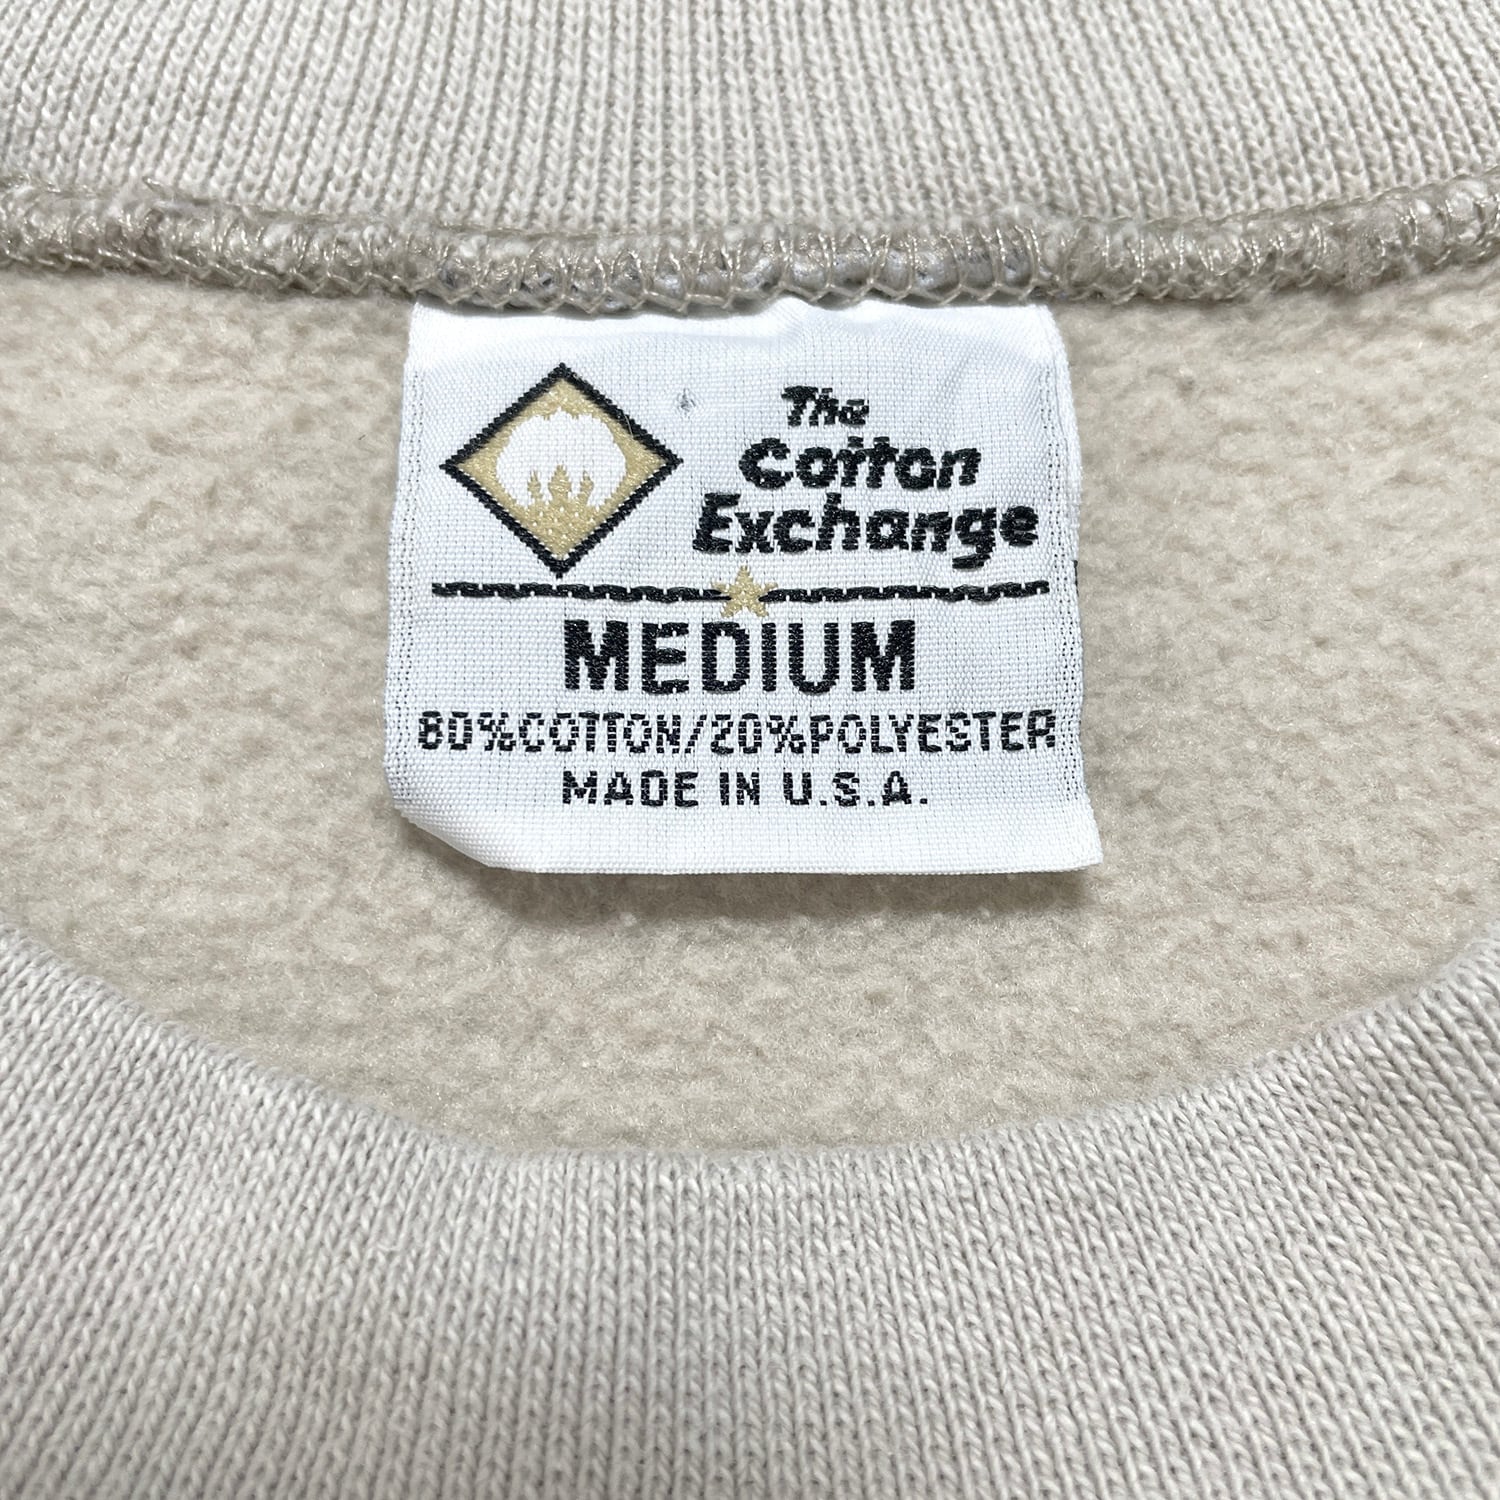 The
Cotton
Exchange
MEDIUM
80%COTTON/20%POLYESTER
MADE IN U.S.A.